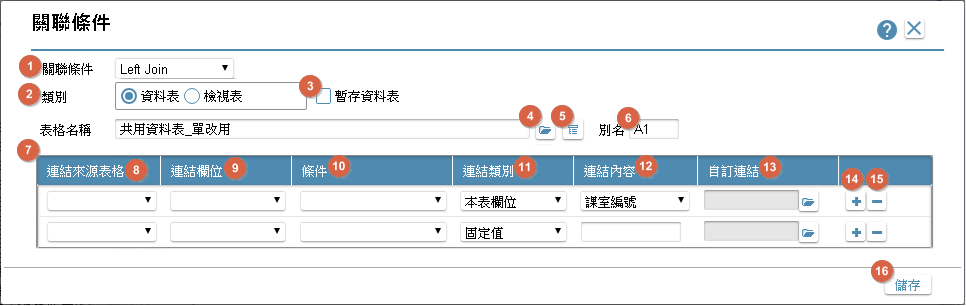 關聯條件
?
1 關聯條件 Left Join
2 類別 資料表 檢視表 3 暫存資料表
表格名稱 共用資料表_單改用 4 5 別名 6 A1
7
連結來源表格 8 連結欄位 9 條件 10 連結類別 11 連結內容 12 自訂連結 13
14 15
本表欄位 謀室編號
固定值
16 儲存